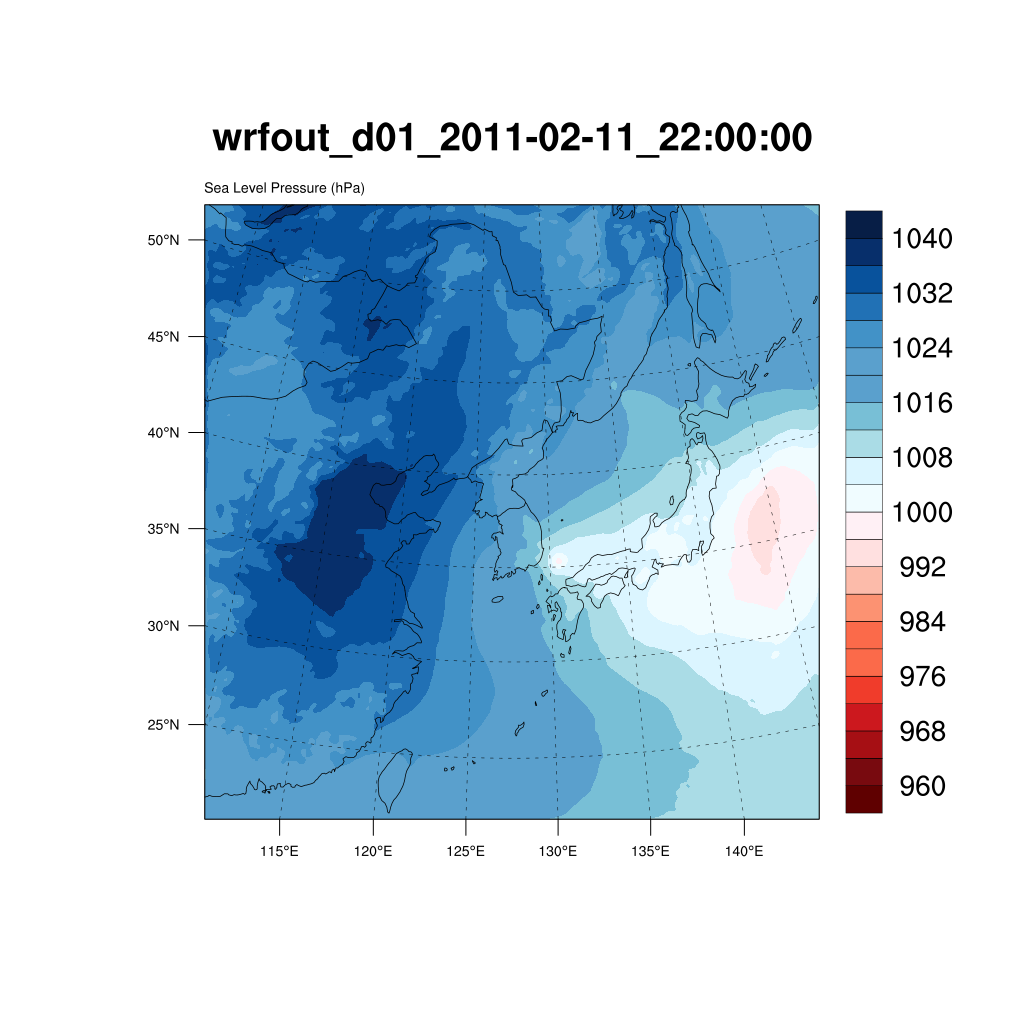 wrfout_d01_2011-02-11_22:00:00
Sea Level Pressure (hPa)
50°N
45°N
40°N
35°N
30°N
25°N
115°E 120°E 125°E 130°E 135°E 140°E
1040
1032
1024
1016
1008
1000
992
984
976
968
960